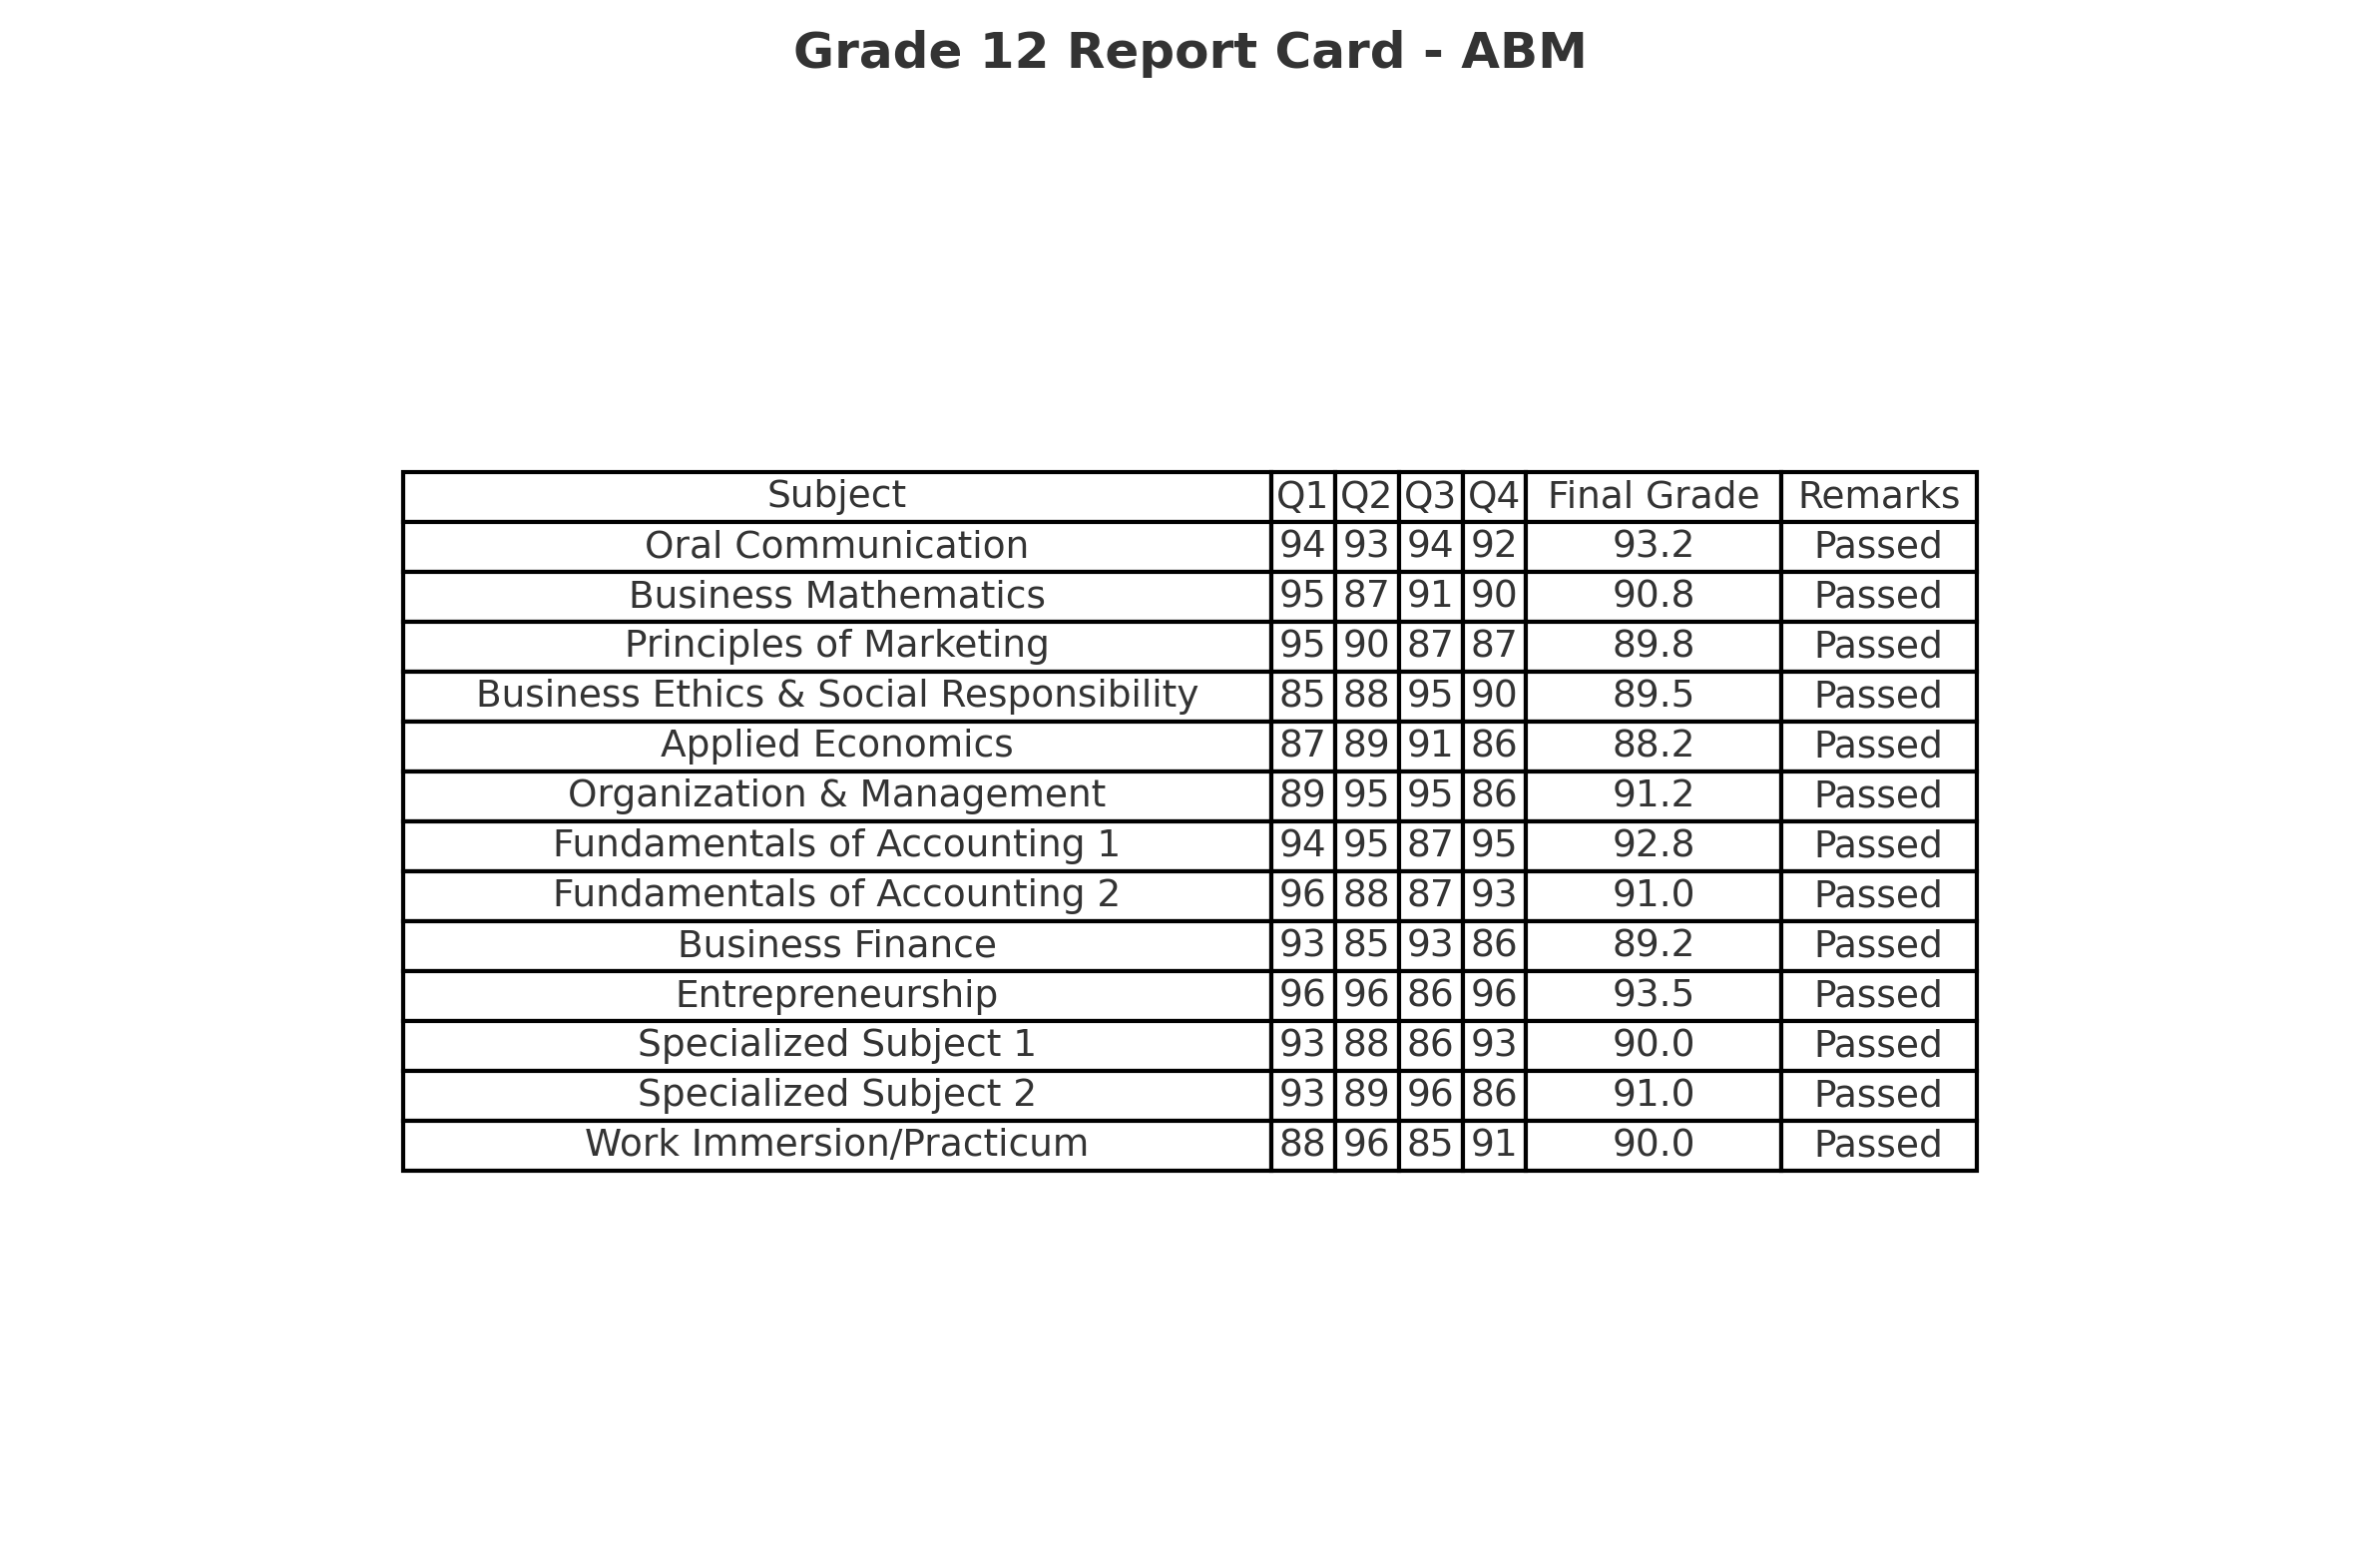 Grade 12 Report Card - ABM
Subject Q1 Q2 Q3 Q4 Final Grade Remarks
Oral Communication 94 93 94 92 93.2 Passed
Business Mathematics 95 87 91 90 90.8 Passed
Principles of Marketing 95 90 87 87 89.8 Passed
Business Ethics & Social Responsibility 85 88 95 90 89.5 Passed
Applied Economics 87 89 91 86 88.2 Passed
Organization & Management 89 95 95 86 91.2 Passed
Fundamentals of Accounting 1 94 95 87 95 92.8 Passed
Fundamentals of Accounting 2 96 88 87 93 91.0 Passed
Business Finance 93 85 93 86 89.2 Passed
Entrepreneurship 96 96 86 96 93.5 Passed
Specialized Subject 1 93 88 86 93 90.0 Passed
Specialized Subject 2 93 89 96 86 91.0 Passed
Work Immersion/Practicum 88 96 85 91 90.0 Passed